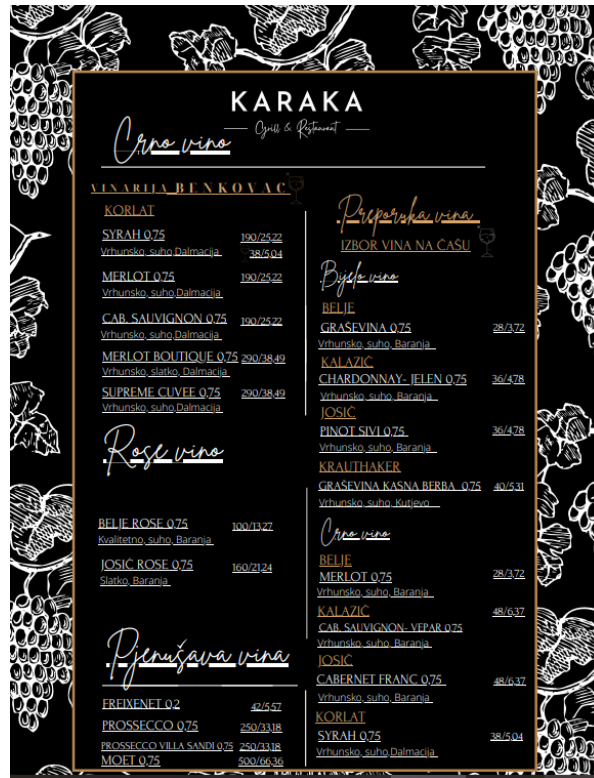 KARAKA
Grill & Restaurant
Crno vino
VINARIJA BENKOVAC
KORLAT
SYRAH 0,75 190/25,22
Vrhunsko, suho,Dalmacija 38/5,04
MERLOT 0,75 190/25,22
Vrhunsko, suho,Dalmacija
CAB. SAUVIGNON 0,75 190/25,22
Vrhunsko, suho,Dalmacija
MERLOT BOUTIQUE 0,75 290/38,49
Vrhunsko, slatko, Dalmacija
SUPREME CUVEE 0,75 290/38,49
Vrhunsko, suho,Dalmacija
Rose vino
BELJE ROSE 0,75 100/13,27
Kvalitetno, suho, Baranja
JOSIĆ ROSE 0,75 160/21,24
Slatko, Baranja
Pjenušava vina
FREIXENET 0,2 42/5,57
PROSSECCO 0,75 250/33,18
PROSSECCO VILLA SANDI 0,75 250/33,18
MOET 0,75 500/66,36
Preporuka vina
IZBOR VINA NA ČAŠU
Bijelo vino
BELJE
GRAŠEVINA 0,75 28/3,72
Vrhunsko, suho, Baranja
KALAZIĆ
CHARDONNAY- JELEN 0,75 36/4,78
Vrhunsko, suho, Baranja
JOSIĆ
PINOT SIVI 0,75 36/4,78
Vrhunsko, suho, Baranja
KRAUTHAKER
GRAŠEVINA KASNA BERBA 0,75 40/5,31
Vrhunsko, suho, Kutjevo
Crno vino
BELJE
MERLOT 0,75 28/3,72
Vrhunsko, suho, Baranja
KALAZIĆ 48/6,37
CAB. SAUVIGNON- VEPAR 0,75
Vrhunsko, suho, Baranja
JOSIĆ
CABERNET FRANC 0,75 48/6,37
Vrhunsko, suho, Baranja
KORLAT
SYRAH 0,75 38/5,04
Vrhunsko, suho,Dalmacija